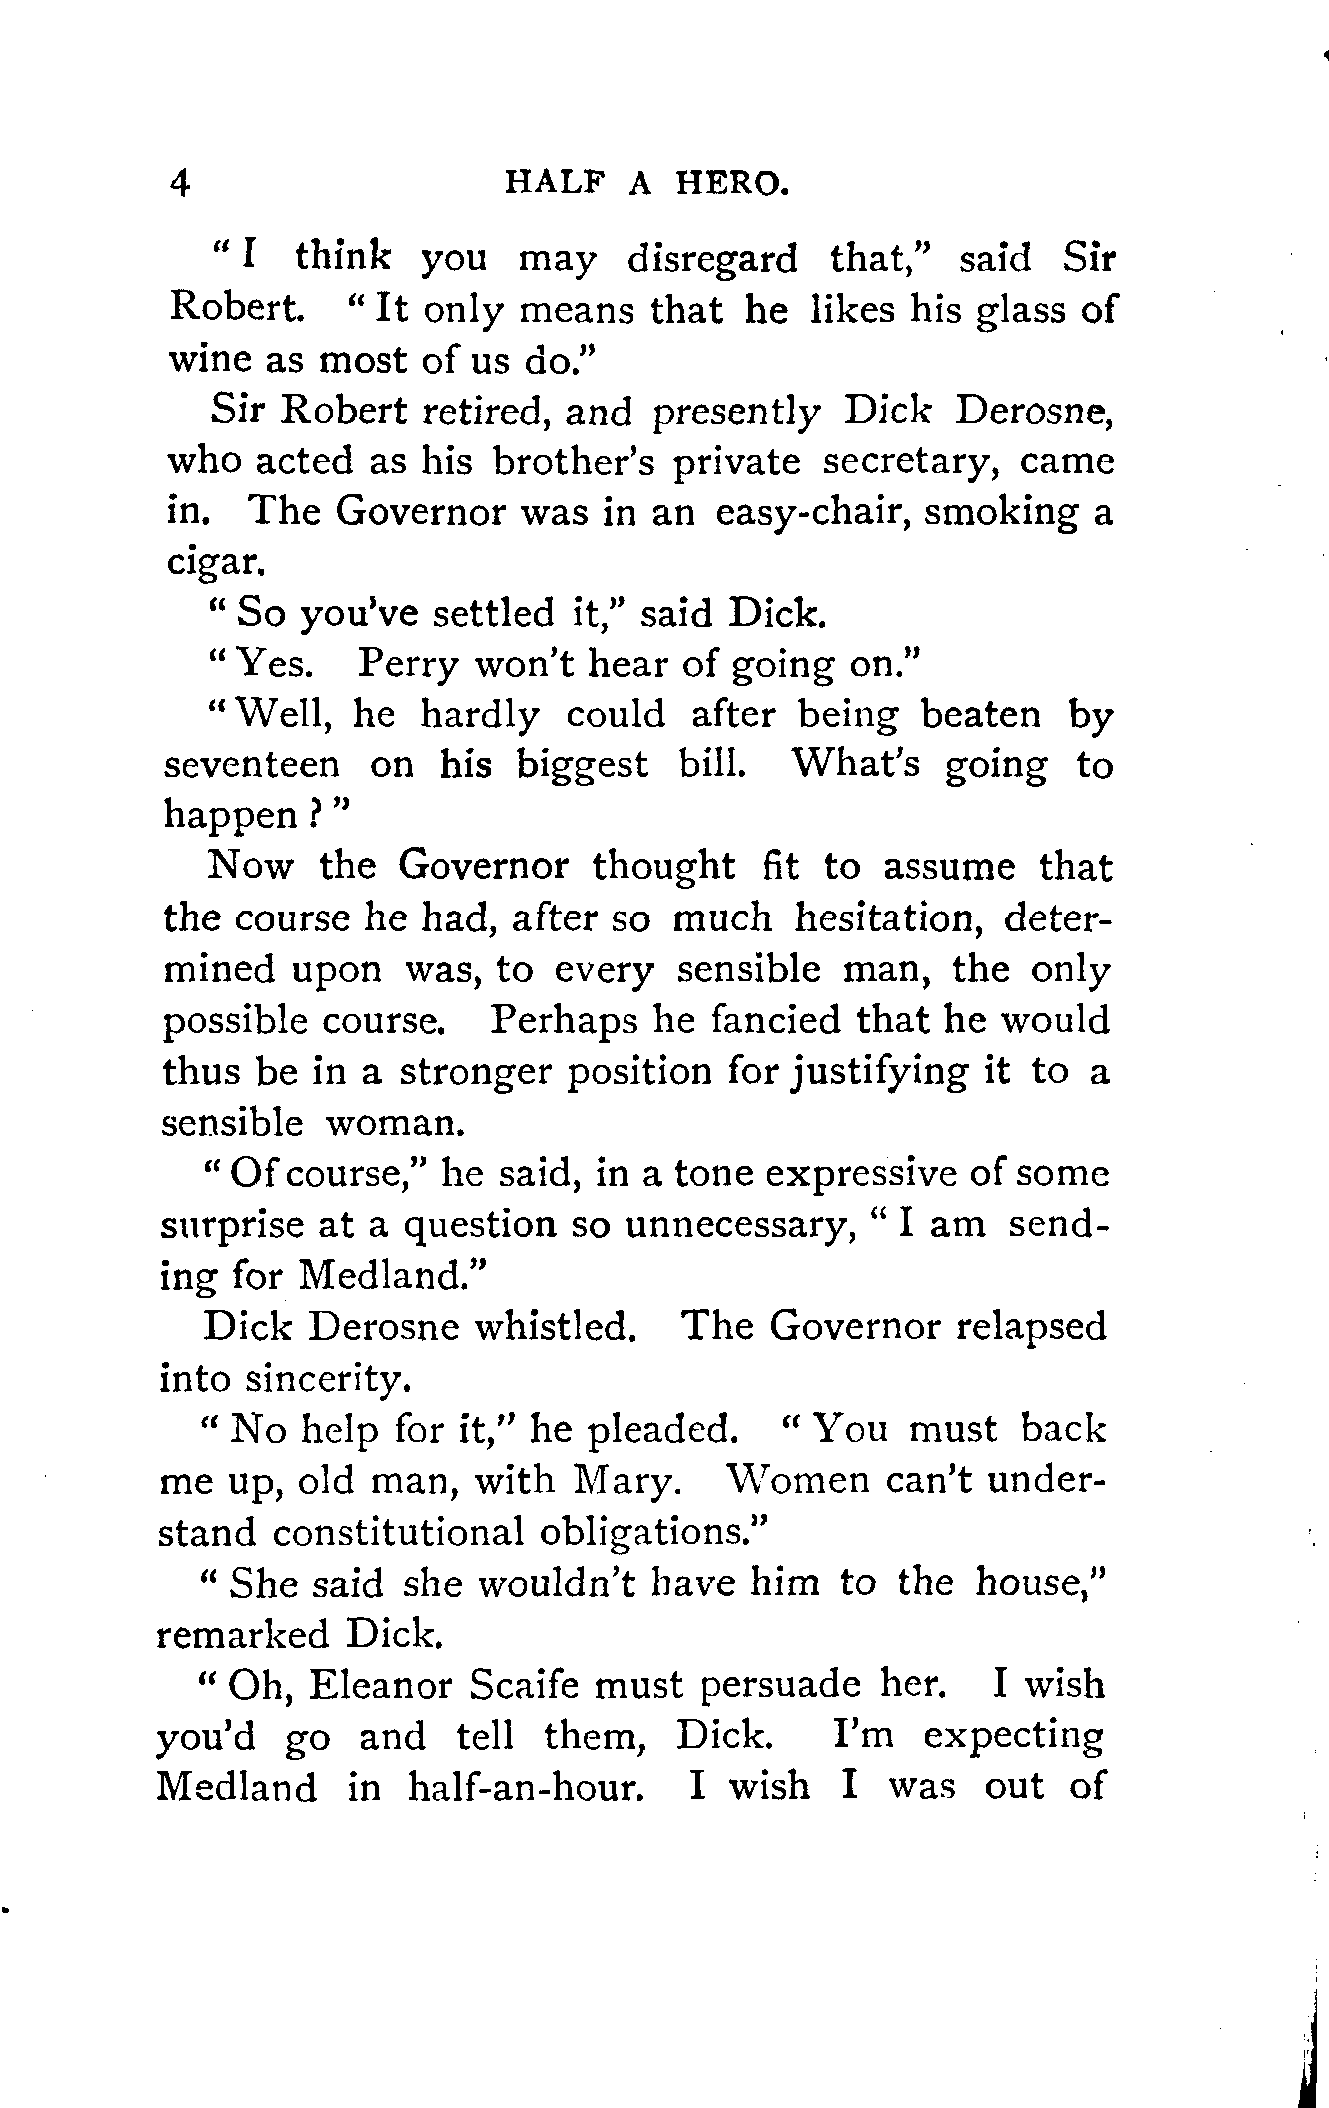 4 HALF A HERO.
“ I think you may disregard that,” said Sir
Robert. “ It only means that he likes his glass of
wine as most of us do.”
Sir Robert retired, and presently Dick Derosne,
who acted as his brother’s private secretary, came
in. The Governor was in an easy-chair, smoking a
cigar.
“ So you’ve settled it,” said Dick.
“ Yes. Perry won’t hear of going on.”
“ Well, he hardly could after being beaten by
seventeen on his biggest bill. What’s going to
happen ? ”
Now the Governor thought fit to assume that
the course he had, after so much hesitation, deter-
mined upon was, to every sensible man, the only
possible course. Perhaps he fancied that he would
thus be in a stronger position for justifying it to a
sensible woman.
“ Of course,” he said, in a tone expressive of some
surprise at a question so unnecessary, “ I am send-
ing for Medland.”
Dick Derosne whistled. The Governor relapsed
into sincerity.
“ No help for it,” he pleaded. “ You must back
me up, old man, with Mary. Women can’t under-
stand constitutional obligations.”
“ She said she wouldn’t have him to the house,”
remarked Dick.
“ Oh, Eleanor Scaife must persuade her. I wish
you’d go and tell them, Dick. I’m expecting
Medland in half-an-hour. I wish I was out of